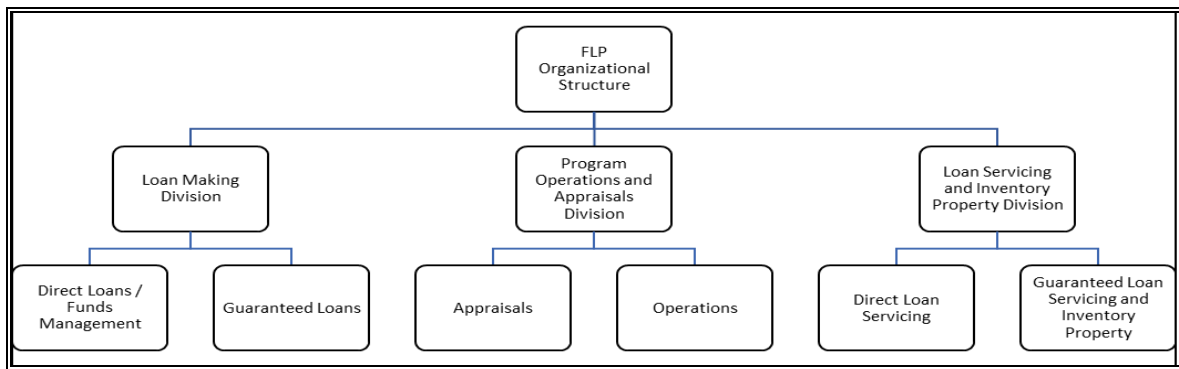 FLP
Organizational
Structure
Loan Making
Division
Program
Operations and
Appraisals
Division
Loan Servicing
and Inventory
Property Division
Direct Loans /
Funds
Management
Guaranteed Loans
Appraisals
Operations
Direct Loan
Servicing
Guaranteed Loan
Servicing and
Inventory
Property